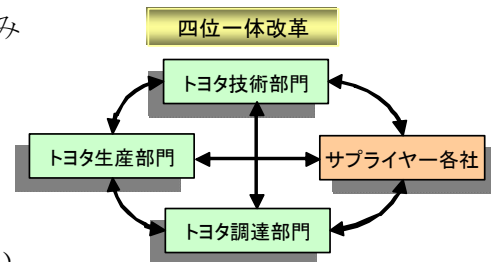 み
四位一体改革
トヨタ技術部門
トヨタ生産部門
サプライヤー各社
トヨタ調達部門
)